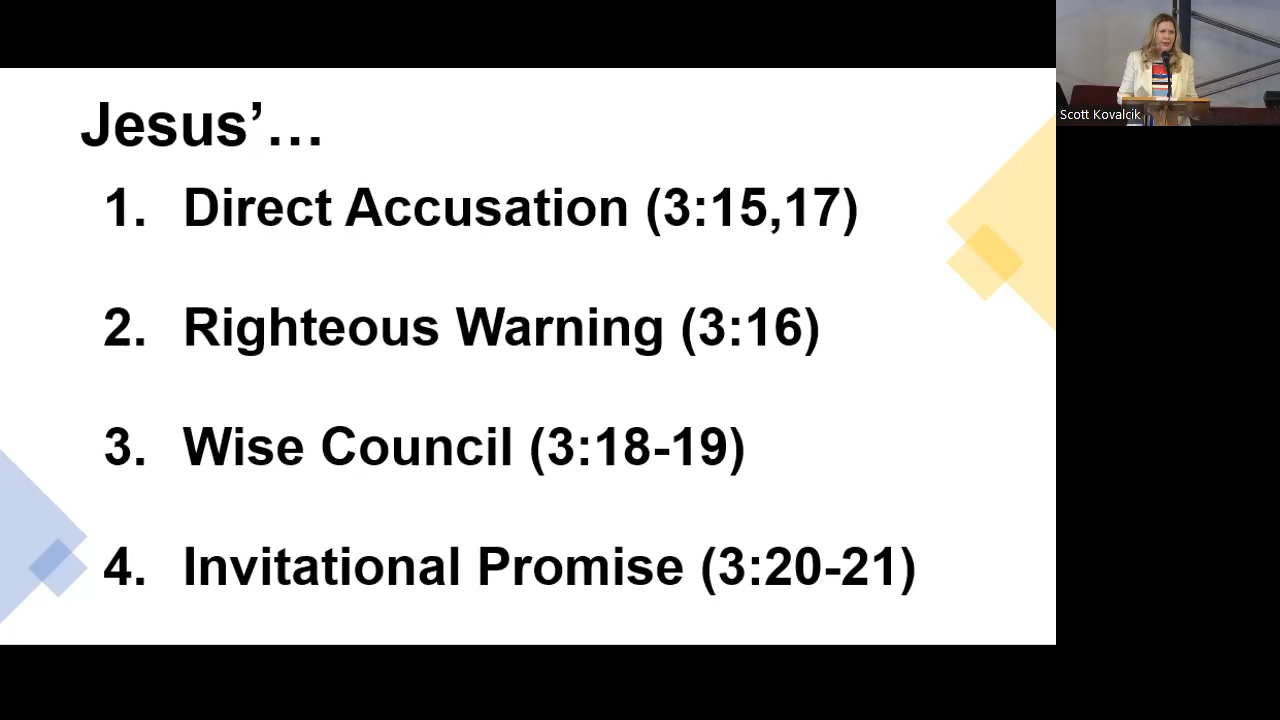 Jesus’...
1. Direct Accusation (3:15,17)
2. Righteous Warning (3:16)
3. Wise Council (3:18-19)
4. Invitational Promise (3:20-21)
Scott Kovalcik